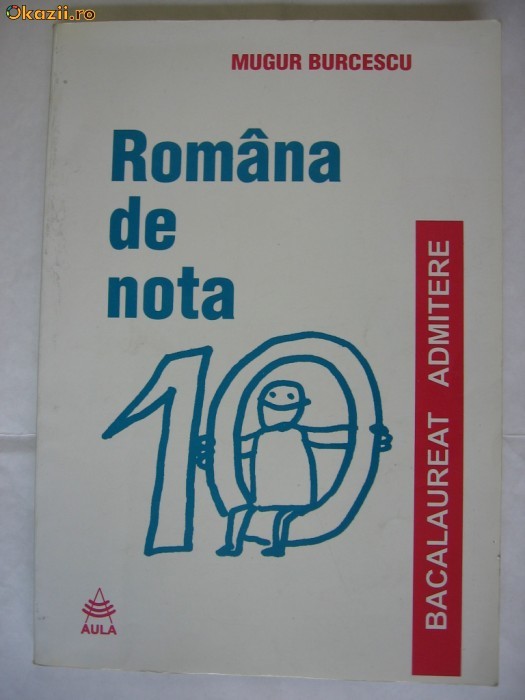 Okazii.ro
MUGUR BURCESCU
Româna
de
nota
10
BACALAUREAT ADMITERE
AULA